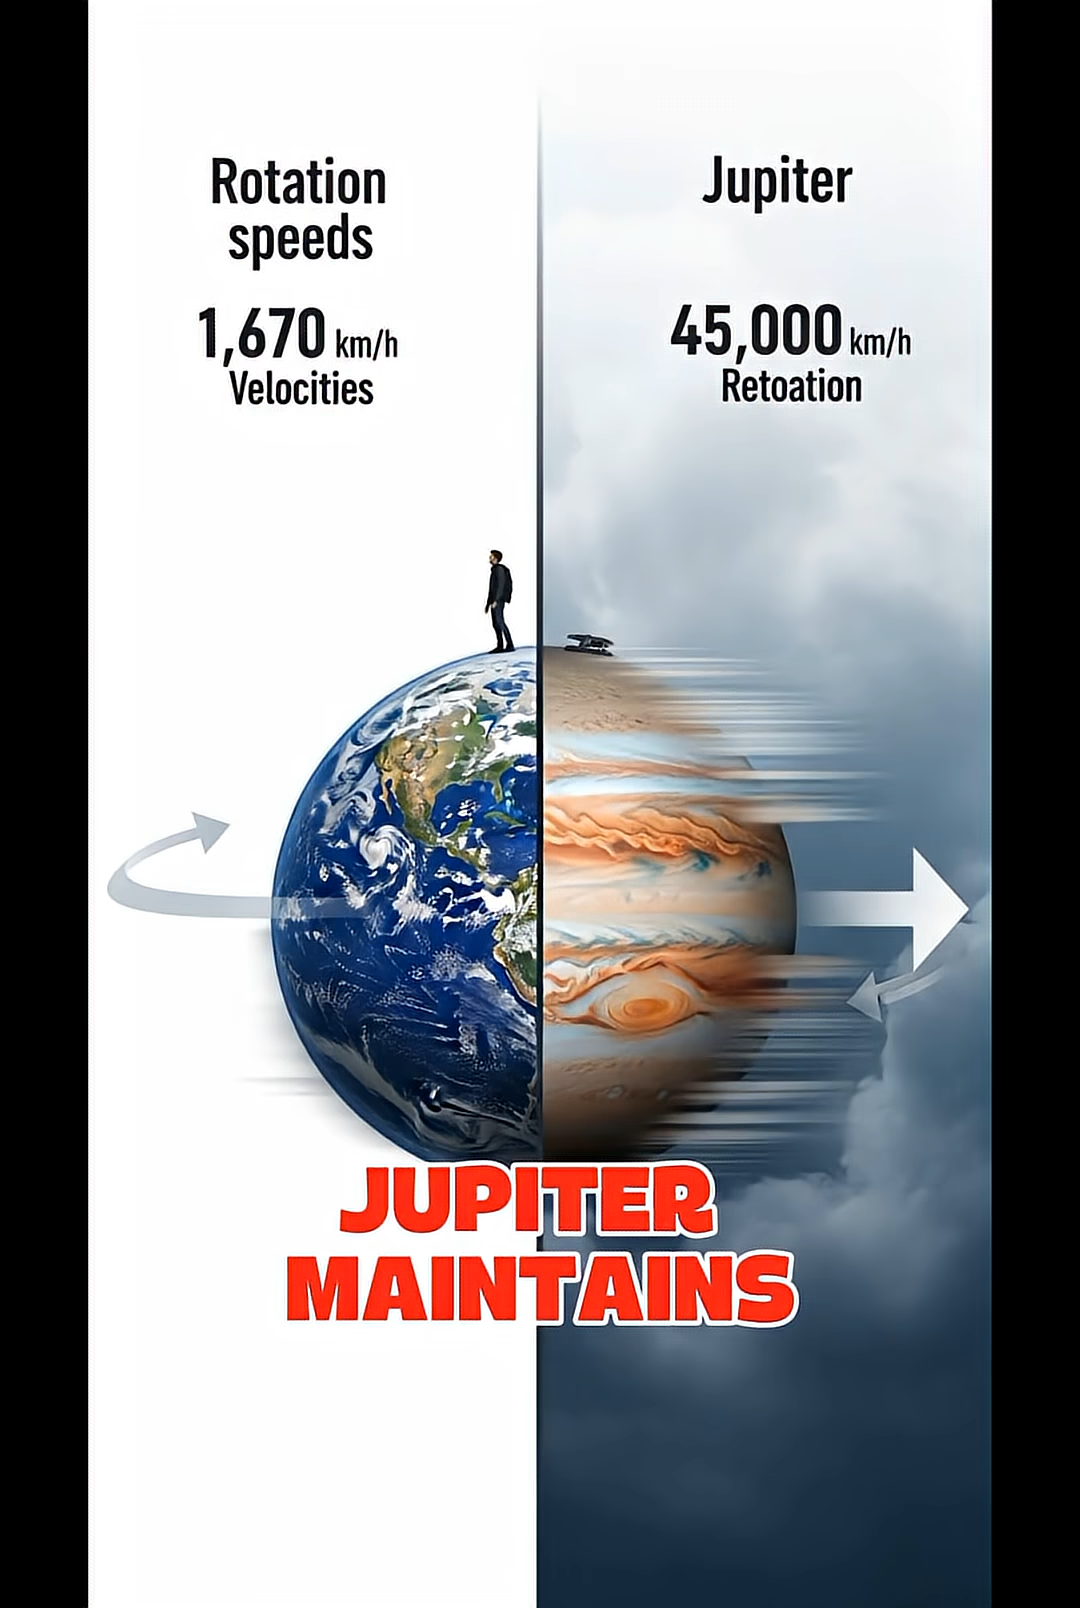 Rotation
speeds
1,670 km/h
Velocities
Jupiter
45,000 km/h
Retoation
JUPITER
MAINTAINS